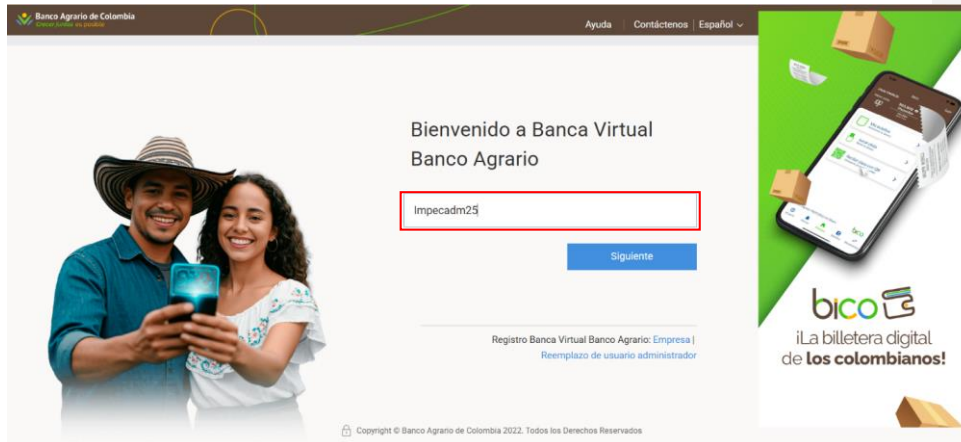 Banco Agrario de Colombia
Ayuda | Contáctenos | Español
Bienvenido a Banca Virtual
Banco Agrario
Impecadm25
Siguiente
Registro Banca Virtual Banco Agrario: Empresa |
Reemplazo de usuario administrador
Copyright © Banco Agrario de Colombia 2022. Todos los Derechos Reservados
bico
¡La billetera digital
de los colombianos!